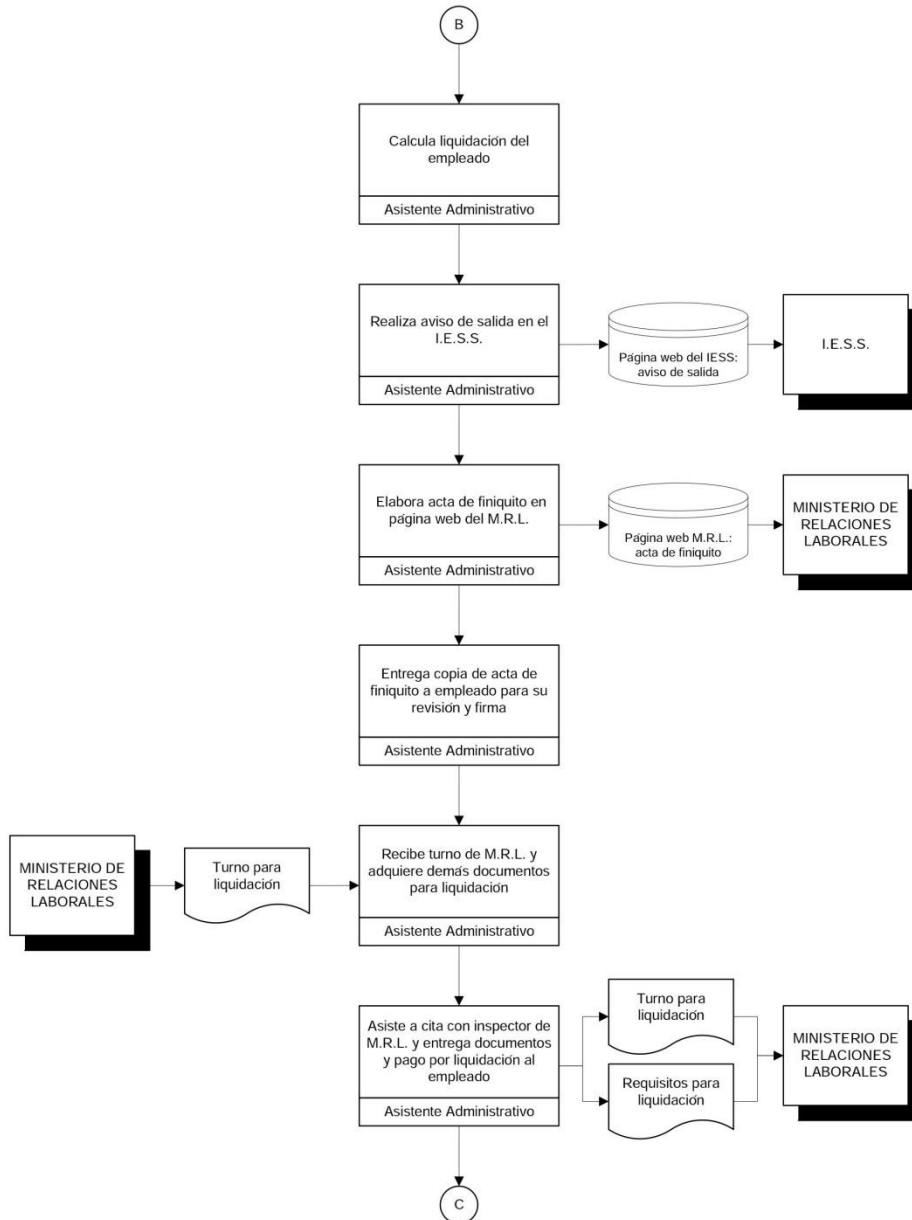 B
Calcula liquidación del
empleado
Asistente Administrativo
Realiza aviso de salida en el
I.E.S.S.
Asistente Administrativo
Página web del IESS:
aviso de salida
I.E.S.S.
Elabora acta de finiquito en
página web del M.R.L.
Asistente Administrativo
Página web M.R.L.:
acta de finiquito
MINISTERIO DE
RELACIONES
LABORALES
Entrega copia de acta de
finiquito a empleado para su
revisión y firma
Asistente Administrativo
MINISTERIO DE
RELACIONES
LABORALES
Turno para
liquidación
Recibe turno de M.R.L. y
adquiere demás documentos
para liquidación
Asistente Administrativo
Asiste a cita con inspector
de M.R.L. y entrega documentos
y pago por liquidación al
empleado
Asistente Administrativo
Turno para
liquidación
Requisitos para
liquidación
MINISTERIO DE
RELACIONES
LABORALES
C